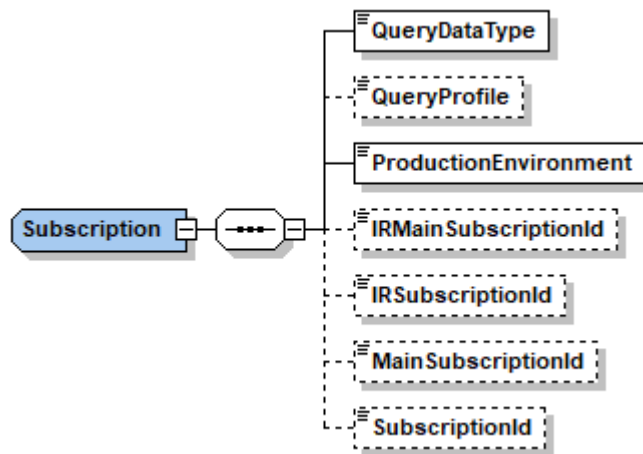 QueryDataType
QueryProfile
ProductionEnvironment
Subscription
IRMainSubscriptionId
IRSubscriptionId
MainSubscriptionId
SubscriptionId